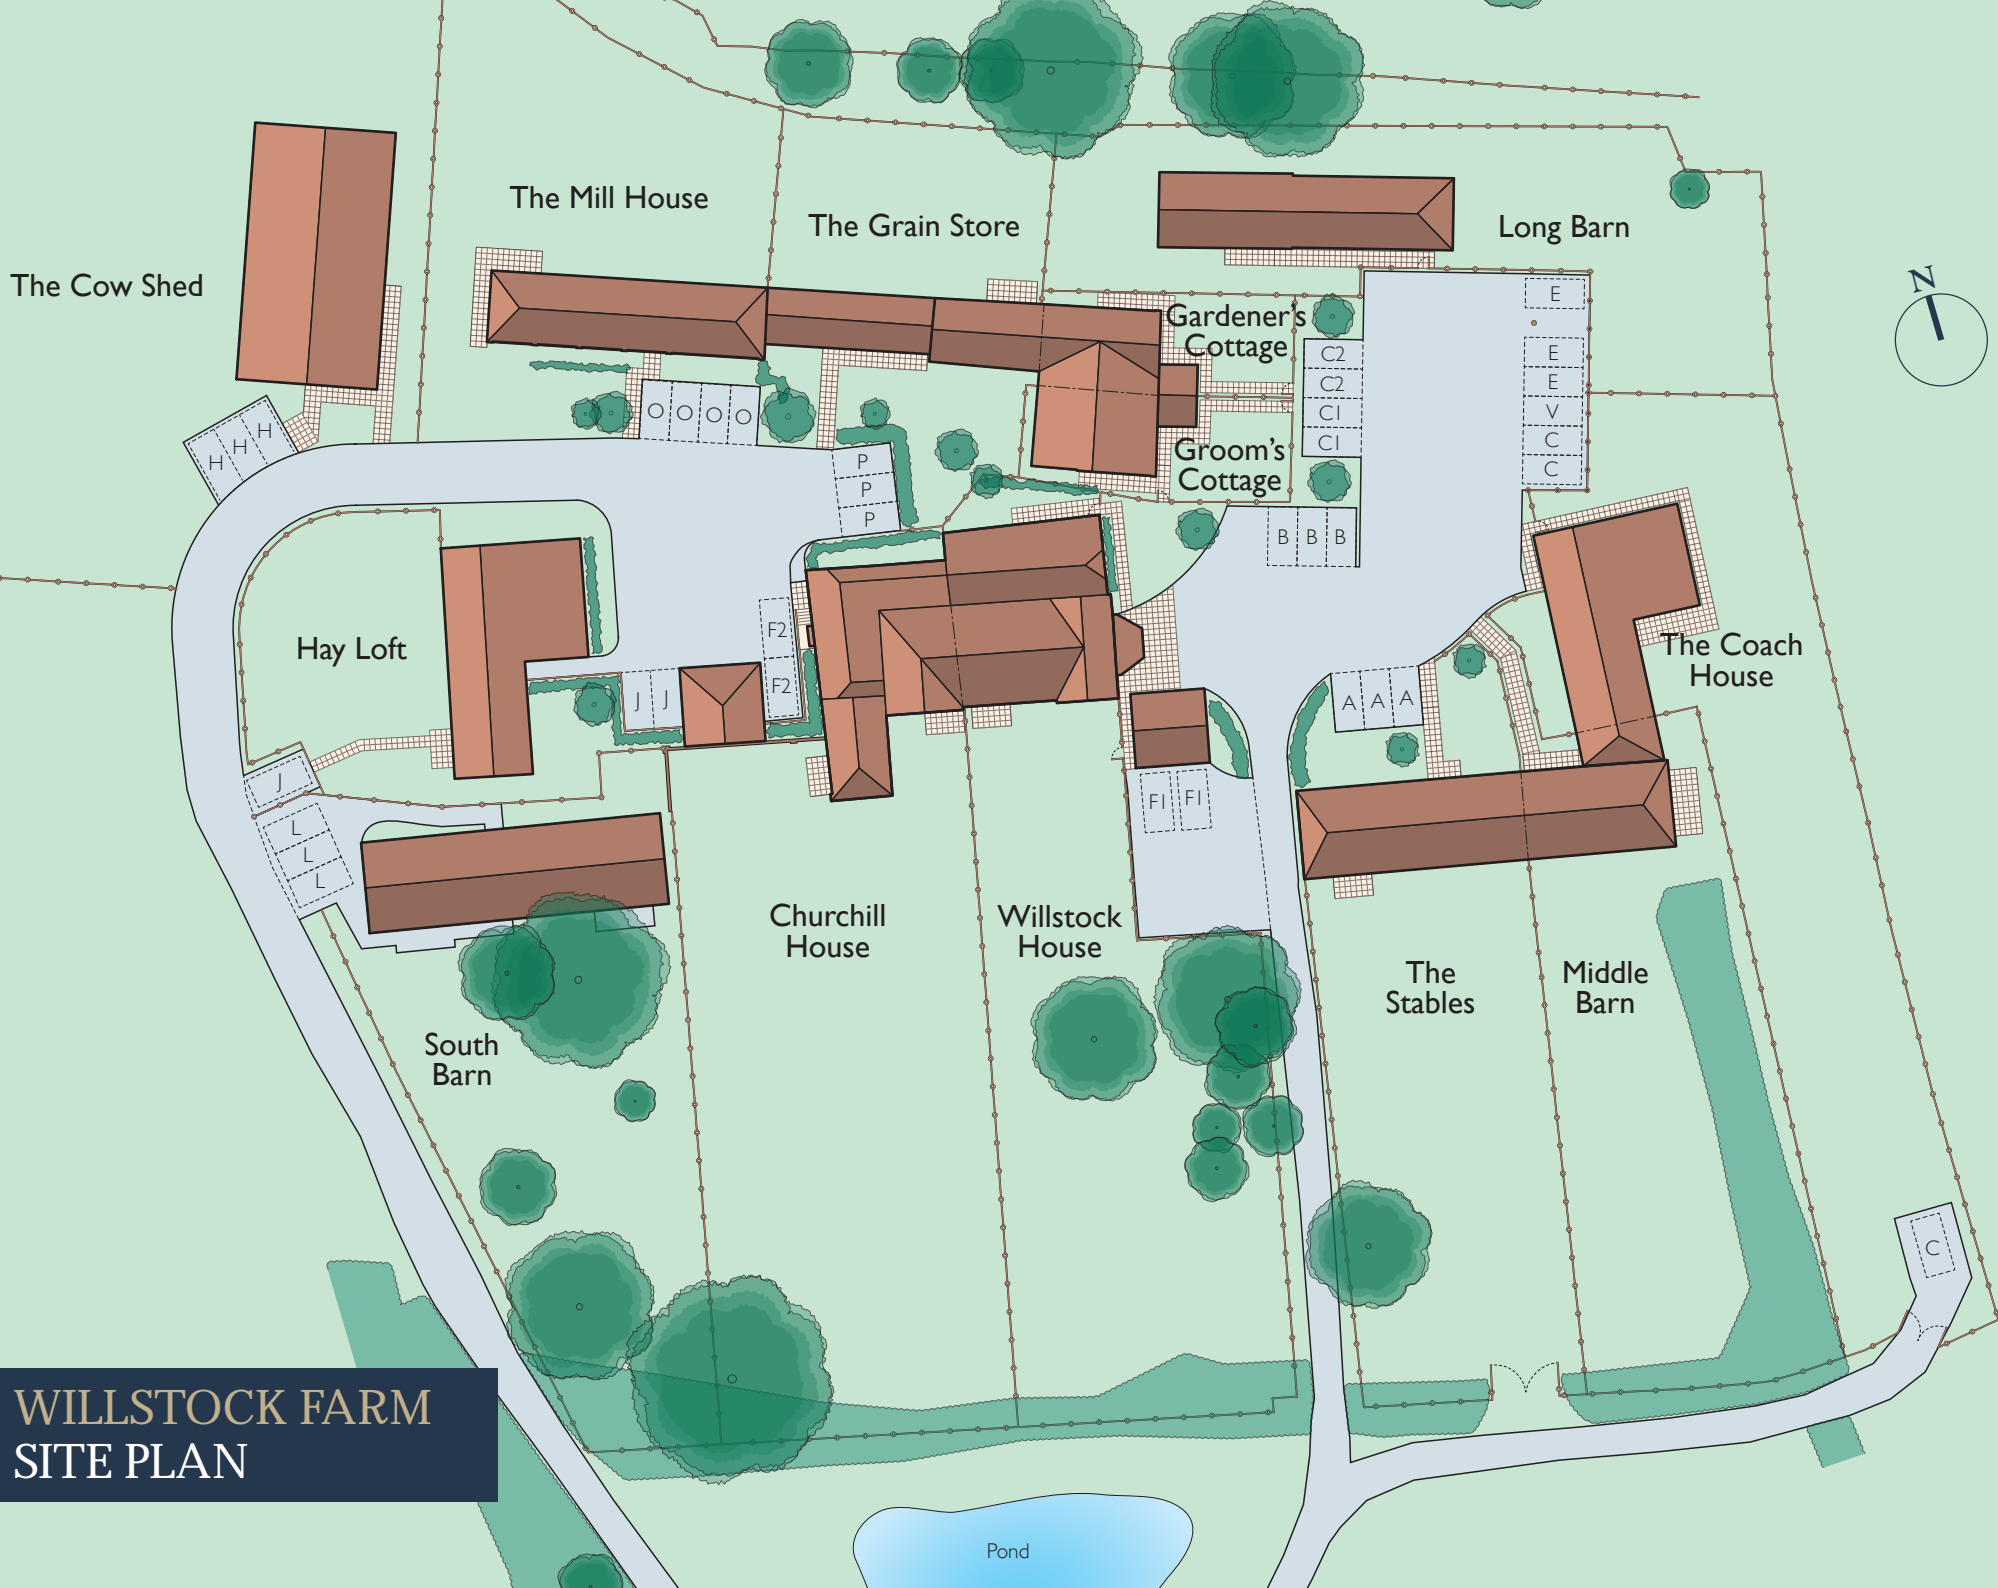 The Mill House
The Grain Store
Long Barn
The Cow Shed
N
Gardener's
Cottage
E
C2
C2
C1
C1
E
E
V
C
C
H
H
H
O O O O
P
P
P
Groom's
Cottage
B B B
Hay Loft
F2
F2
J J
The Coach
House
A A A
J
L
L
L
F1 F1
Churchill
House
Willstock
House
The
Stables
Middle
Barn
South
Barn
C
WILLSTOCK FARM
SITE PLAN
Pond